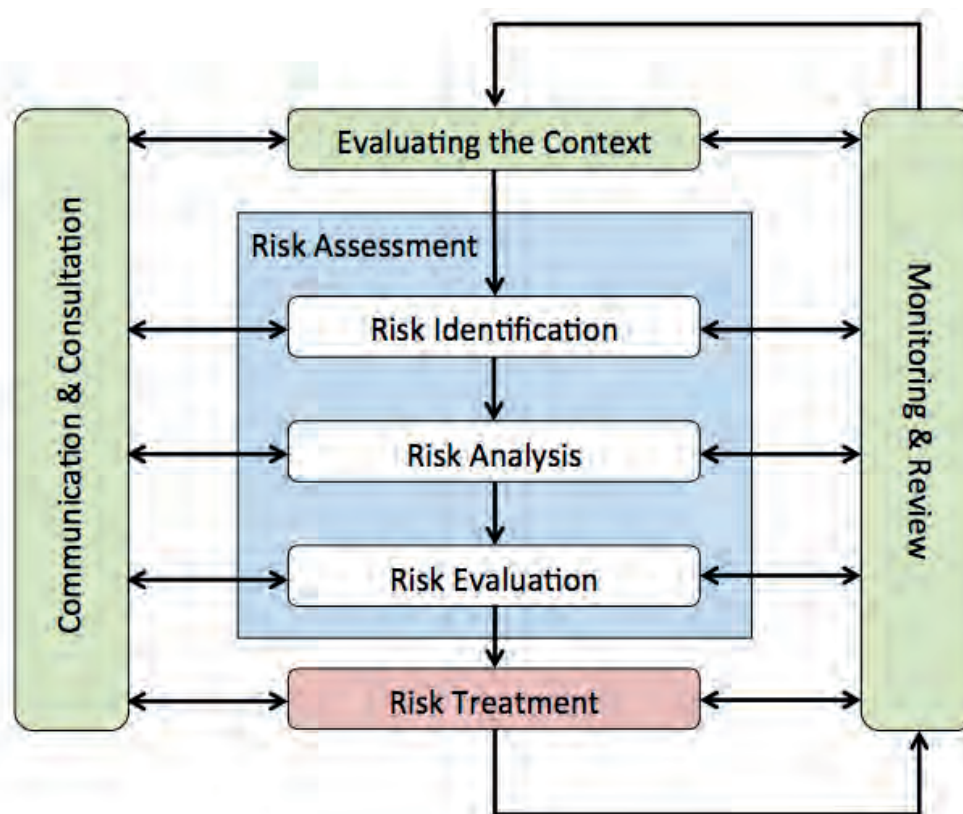 Evaluating the Context
Communication & Consultation
Risk Assessment
Monitoring & Review
Risk Identification
Risk Analysis
Risk Evaluation
Risk Treatment